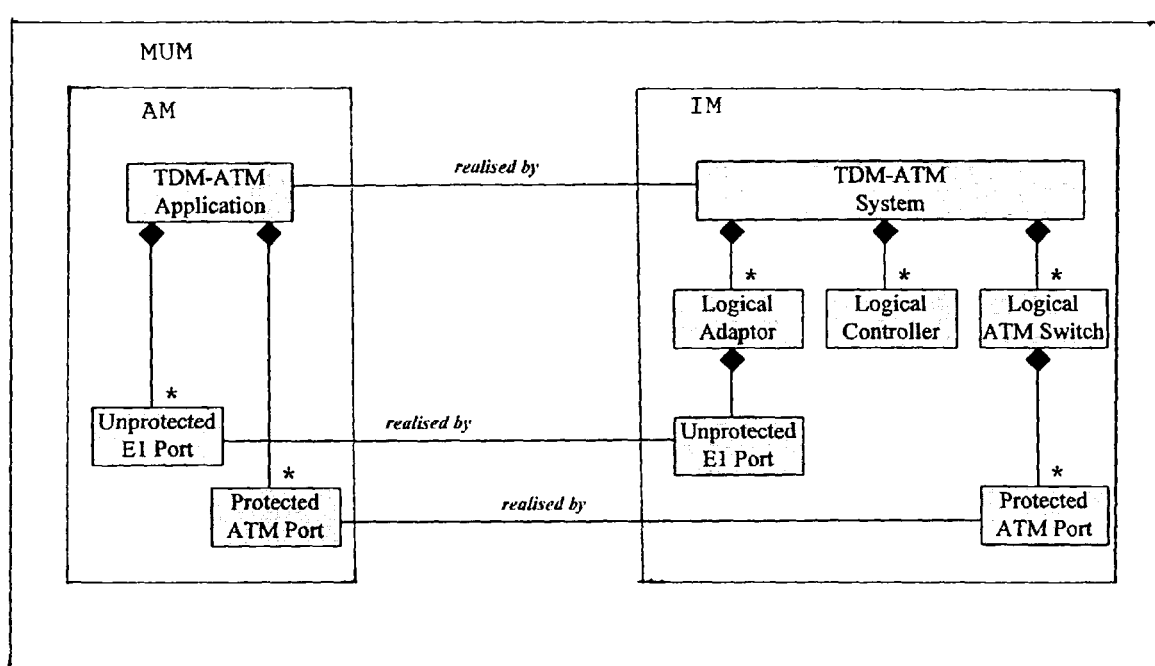 MUM
AM
IM
TDM-ATM
Application
realised by
TDM-ATM
System
*
*
*
Logical
Adaptor
Logical
Controller
Logical
ATM Switch
*
Unprotected
E1 Port
realised by
Unprotected
E1 Port
*
Protected
ATM Port
realised by
*
Protected
ATM Port